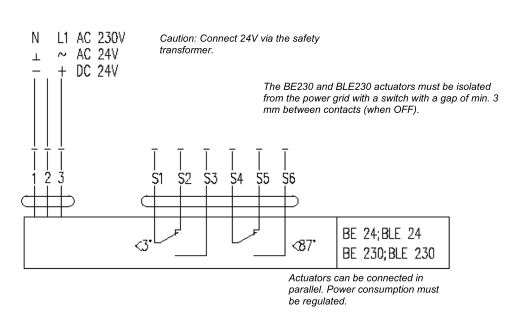 N L1 AC 230V
⊥ ~ AC 24V
– + DC 24V
Caution: Connect 24V via the safety
transformer.
The BE230 and BLE230 actuators must be isolated
from the power grid with a switch with a gap of min. 3
mm between contacts (when OFF).
1 2 3 S1 S2 S3 S4 S5 S6
<3° <87°
BE 24;BLE 24
BE 230;BLE 230
Actuators can be connected in
parallel. Power consumption must
be regulated.